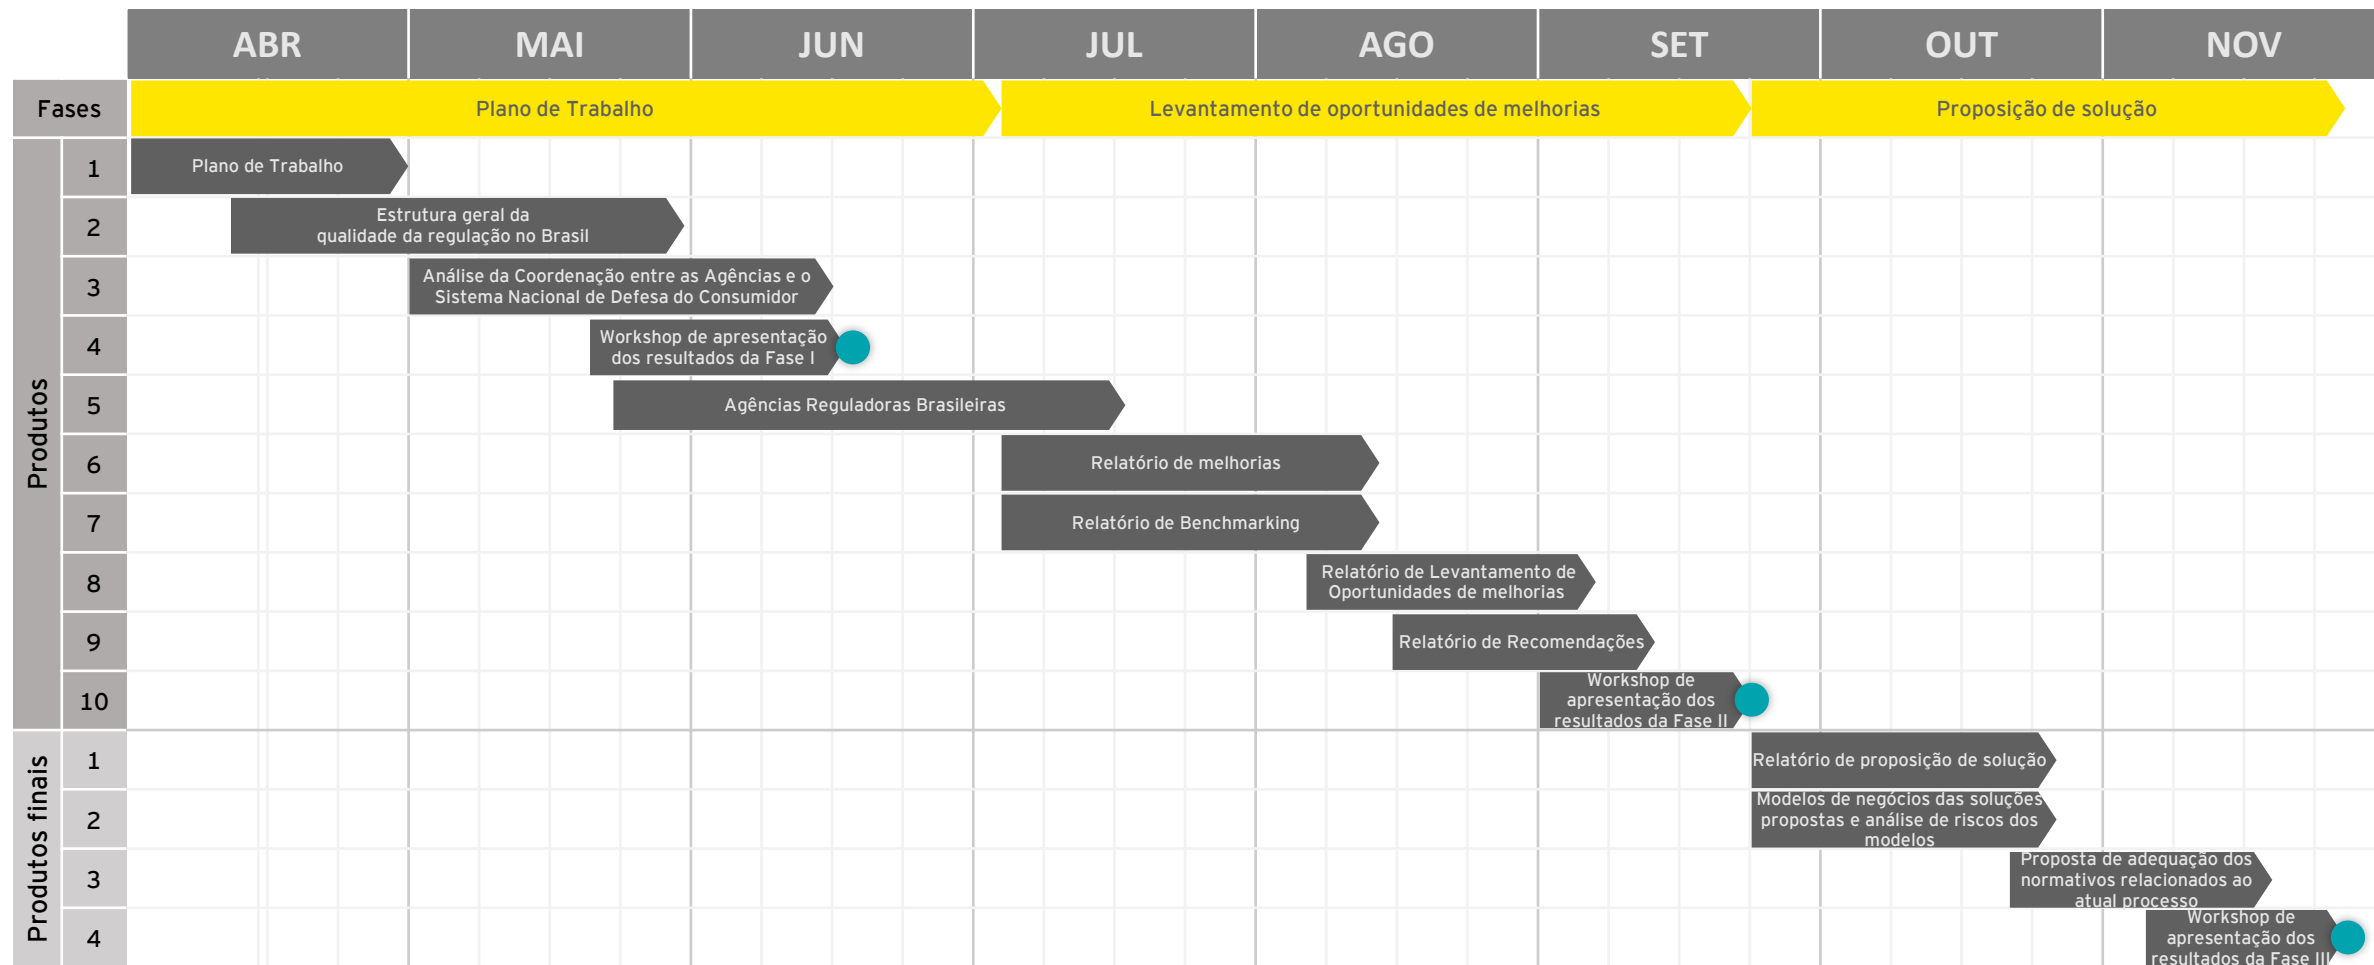 ABR MAI JUN JUL AGO SET OUT NOV
Fases Plano de Trabalho Levantamento de oportunidades de melhorias Proposição de solução
Produtos
1 Plano de Trabalho
2 Estrutura geral da
qualidade da regulação no Brasil
3 Análise da Coordenação entre as Agências e o
Sistema Nacional de Defesa do Consumidor
4 Workshop de apresentação
dos resultados da Fase I
5 Agências Reguladoras Brasileiras
6 Relatório de melhorias
7 Relatório de Benchmarking
8 Relatório de Levantamento de
Oportunidades de melhorias
9 Relatório de Recomendações
10 Workshop de
apresentação dos
resultados da Fase II
Produtos finais
1 Relatório de proposição de solução
2 Modelos de negócios das soluções
propostas e análise de riscos dos
modelos
3 Proposta de adequação dos
normativos relacionados ao
atual processo
4 Workshop de
apresentação dos
resultados da Fase III